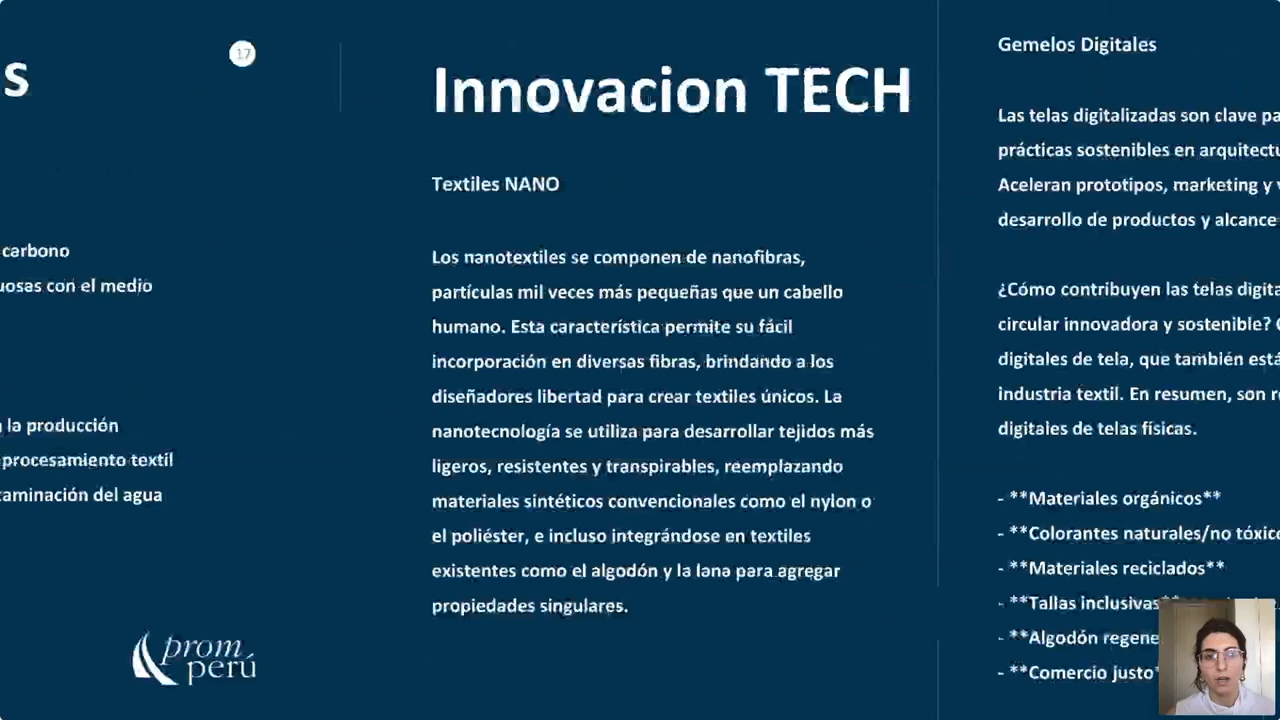 s
17
carbono
uosas con el medio
la producción
procesamiento textil
taminación del agua
prom
perú
Innovacion TECH
Textiles NANO
Los nanotextiles se componen de nanofibras,
partículas mil veces más pequeñas que un cabello
humano. Esta característica permite su fácil
incorporación en diversas fibras, brindando a los
diseñadores libertad para crear textiles únicos. La
nanotecnología se utiliza para desarrollar tejidos más
ligeros, resistentes y transpirables, reemplazando
materiales sintéticos convencionales como el nylon o
el poliéster, e incluso integrándose en textiles
existentes como el algodón y la lana para agregar
propiedades singulares.
Gemelos Digitales
Las telas digitalizadas son clave pa
prácticas sostenibles en arquitectu
Aceleran prototipos, marketing y v
desarrollo de productos y alcance
¿Cómo contribuyen las telas digita
circular innovadora y sostenible?
digitales de tela, que también está
industria textil. En resumen, son r
digitales de telas físicas.
- **Materiales orgánicos**
- **Colorantes naturales/no tóxic
- **Materiales reciclados**
- **Tallas inclusivas**
- **Algodón regene
- **Comercio justo*